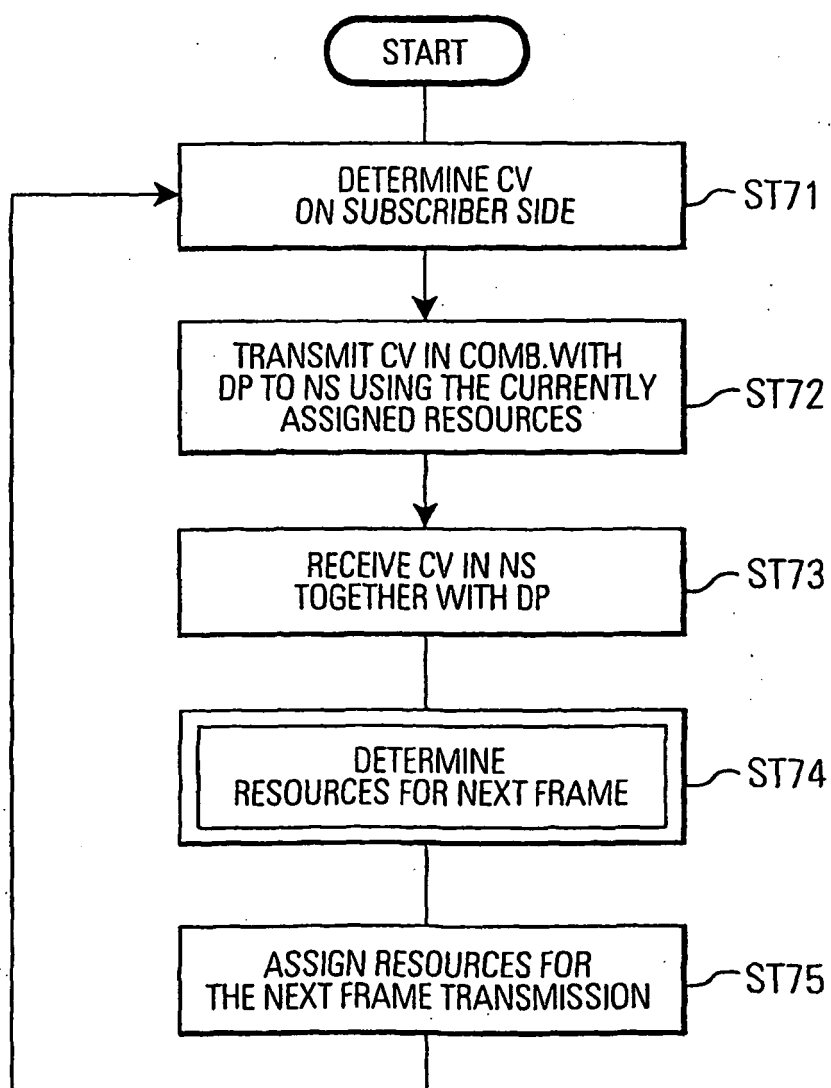 START
DETERMINE CV
ON SUBSCRIBER SIDE
ST71
TRANSMIT CV IN COMB.WITH
DP TO NS USING THE CURRENTLY
ASSIGNED RESOURCES
ST72
RECEIVE CV IN NS
TOGETHER WITH DP
ST73
DETERMINE
RESOURCES FOR NEXT FRAME
ST74
ASSIGN RESOURCES FOR
THE NEXT FRAME TRANSMISSION
ST75